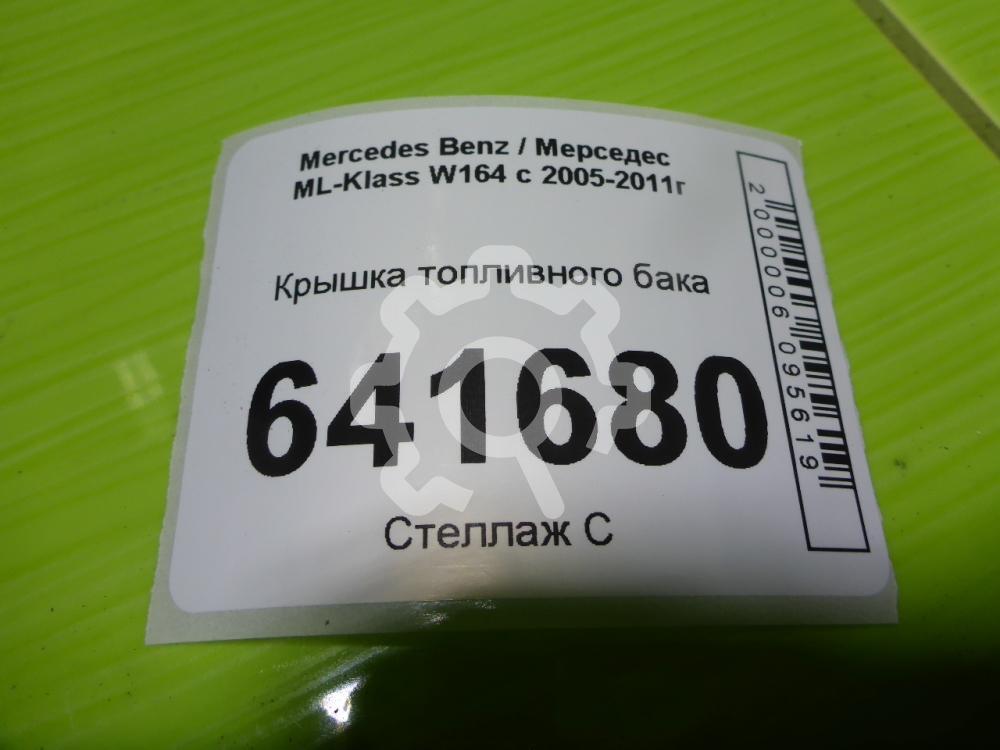 Mercedes Benz / Мерседес
ML-Klass W164 с 2005-2011г
Крышка топливного бака
641680
Стеллаж С
2000006095619